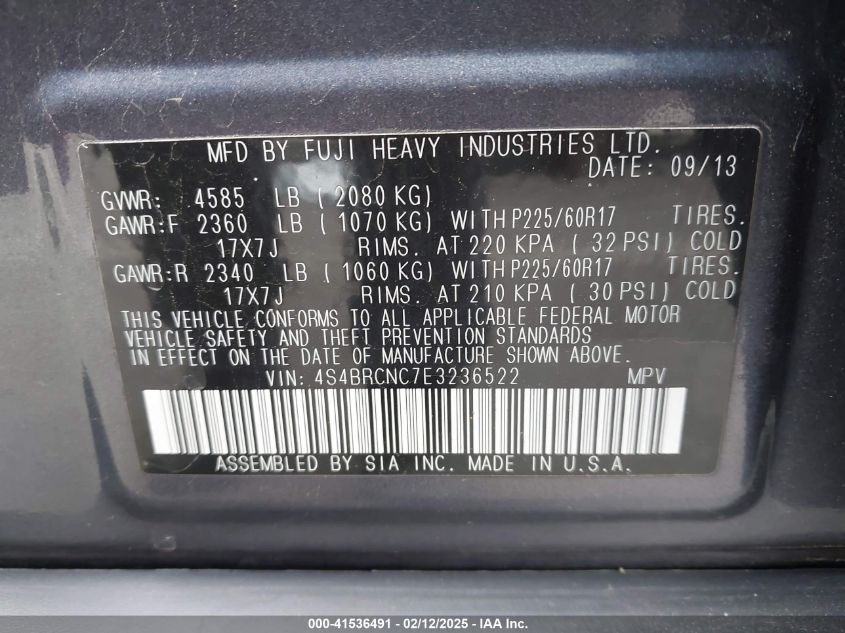 MFD BY FUJI HEAVY INDUSTRIES LTD.
DATE: 09/13
GVWR: 4585 LB ( 2080 KG)
GAWR:F 2360 LB ( 1070 KG) WITH P225/60R17 TIRES.
17X7J RIMS. AT 220 KPA ( 32 PSI) COLD
GAWR:R 2340 LB ( 1060 KG) WITH P225/60R17 TIRES.
17X7J RIMS. AT 210 KPA ( 30 PSI) COLD
THIS VEHICLE CONFORMS TO ALL APPLICABLE FEDERAL MOTOR
VEHICLE SAFETY AND THEFT PREVENTION STANDARDS
IN EFFECT ON THE DATE OF MANUFACTURE SHOWN ABOVE.
VIN: 4S4BRCNC7E3236522 MPV
ASSEMBLED BY SIA INC. MADE IN U.S.A.
000-41536491 - 02/12/2025 - IAA Inc.